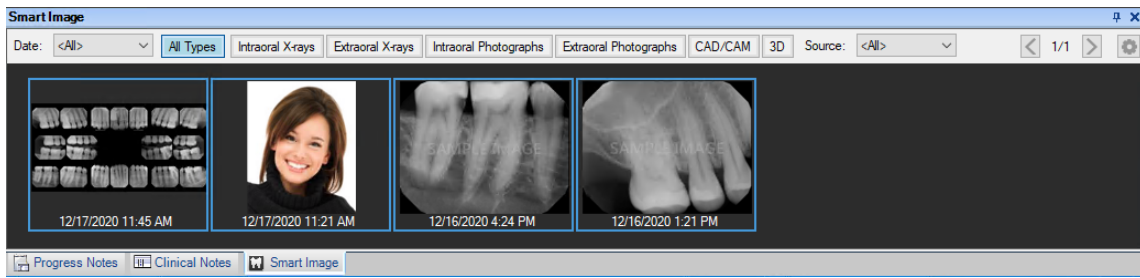 Smart Image
Date: <All> All Types Intraoral X-rays Extraoral X-rays Intraoral Photographs Extraoral Photographs CAD/CAM 3D Source: <All> 1/1
SAMPLE IMAGE SAMPLE IMAGE
12/17/2020 11:45 AM 12/17/2020 11:21 AM 12/16/2020 4:24 PM 12/16/2020 1:21 PM
Progress Notes Clinical Notes Smart Image